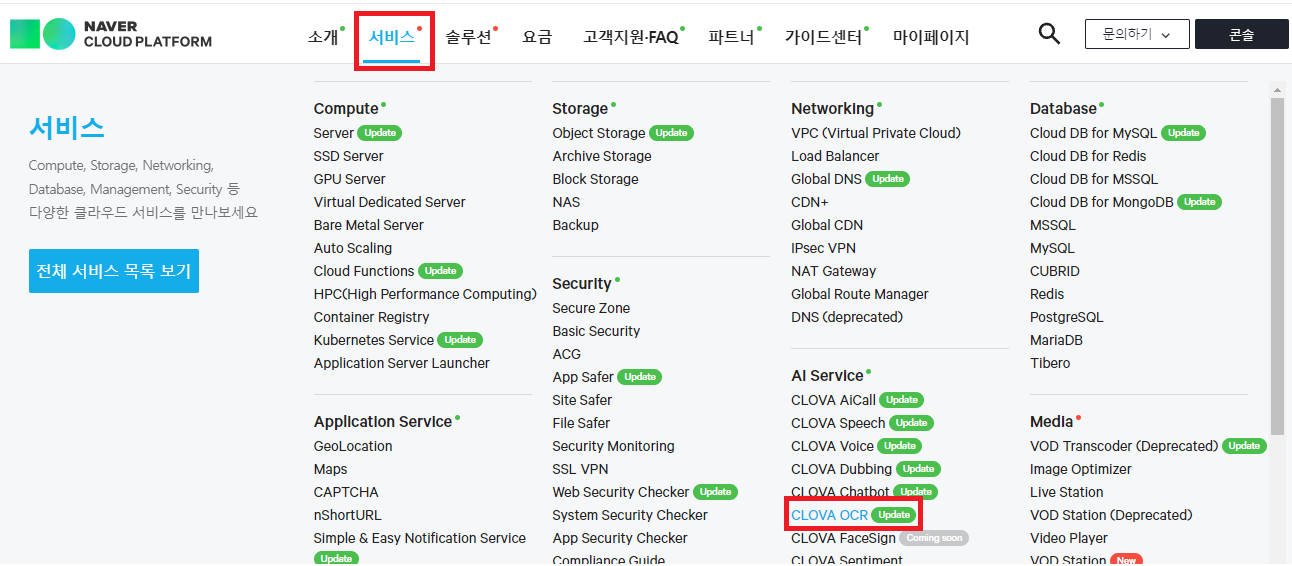 NAVER
CLOUD PLATFORM
소개
서비스
솔루션
요금
고객지원·FAQ
파트너
가이드센터
마이페이지
문의하기
콘솔
서비스
Compute, Storage, Networking,
Database, Management, Security 등
다양한 클라우드 서비스를 만나보세요
전체 서비스 목록 보기
Compute
Server Update
SSD Server
GPU Server
Virtual Dedicated Server
Bare Metal Server
Auto Scaling
Cloud Functions Update
HPC(High Performance Computing)
Container Registry
Kubernetes Service Update
Application Server Launcher
Application Service
GeoLocation
Maps
CAPTCHA
nShortURL
Simple & Easy Notification Service
Update
Storage
Object Storage Update
Archive Storage
Block Storage
NAS
Backup
Security
Secure Zone
Basic Security
ACG
App Safer Update
Site Safer
File Safer
Security Monitoring
SSL VPN
Web Security Checker Update
System Security Checker
App Security Checker
Compliance Guide
Networking
VPC (Virtual Private Cloud)
Load Balancer
Global DNS Update
CDN+
Global CDN
IPsec VPN
NAT Gateway
Global Route Manager
DNS (deprecated)
AI Service
CLOVA AiCall Update
CLOVA Speech Update
CLOVA Voice Update
CLOVA Dubbing Update
CLOVA Chatbot Update
CLOVA OCR Update
CLOVA FaceSign Coming soon
CLOVA Sentiment
Database
Cloud DB for MySQL Update
Cloud DB for Redis
Cloud DB for MSSQL
Cloud DB for MongoDB Update
MSSQL
MySQL
CUBRID
Redis
PostgreSQL
MariaDB
Tibero
Media
VOD Transcoder (Deprecated) Update
Image Optimizer
Live Station
VOD Station (Deprecated)
Video Player
VOD Station New